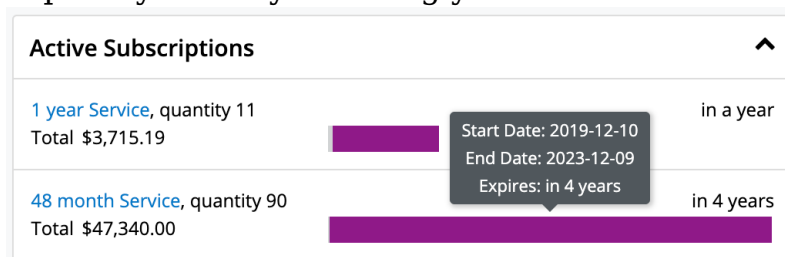 Active Subscriptions
1 year Service, quantity 11
in a year
Total $3,715.19
Start Date: 2019-12-10
End Date: 2023-12-09
Expires: in 4 years
48 month Service, quantity 90
in 4 years
Total $47,340.00